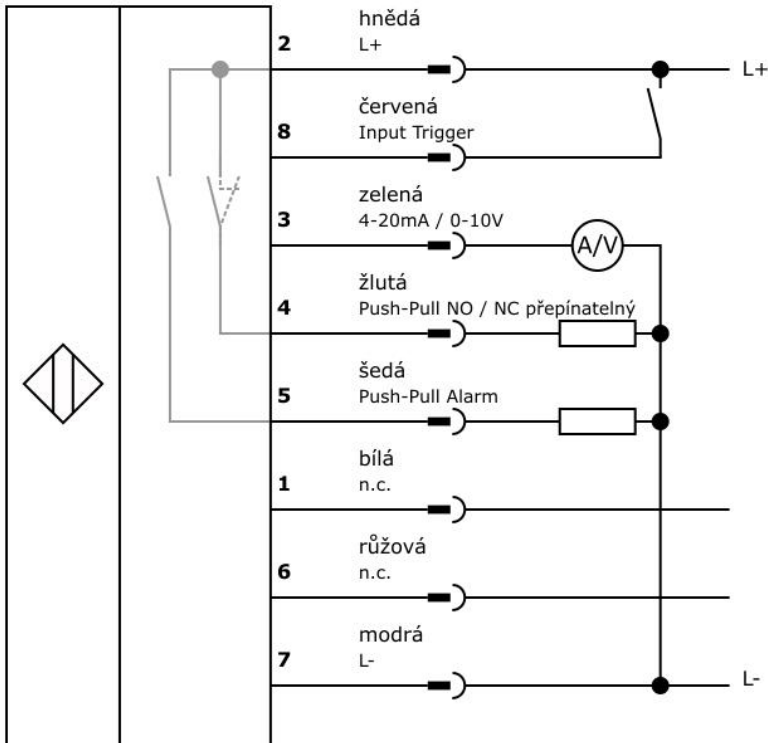 hnědá
2 L+ L+
červená
8 Input Trigger
zelená
3 4-20mA / 0-10V A/V
žlutá
4 Push-Pull NO / NC přepínatelný
šedá
5 Push-Pull Alarm
bílá
1 n.c.
růžová
6 n.c.
modrá
7 L- L-